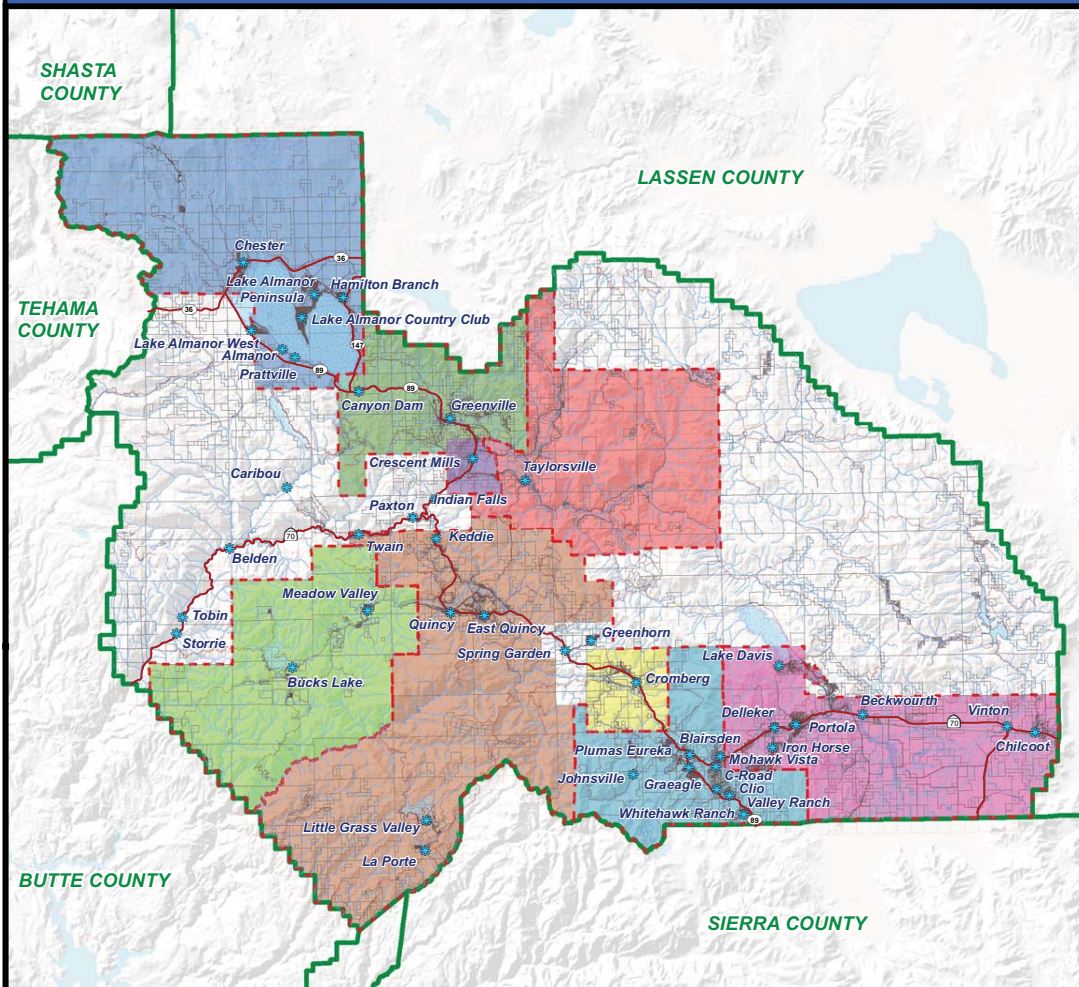 SHASTA
COUNTY
LASSEN COUNTY
Chester
36
Lake Almanor
Peninsula
Hamilton Branch
TEHAMA
COUNTY
36
Lake Almanor Country Club
Lake Almanor West
147
Almanor
Prattville
89
89
Canyon Dam
Greenville
Crescent Mills
Taylorsville
Caribou
Indian Falls
Paxton
70
Twain
Keddie
Belden
Meadow Valley
Tobin
Quincy
East Quincy
Storrie
Greenhorn
Spring Garden
Lake Davis
Bucks Lake
Cromberg
Beckwourth
Delleker
Portola
70
Vinton
Chilcoot
Blairsden
Plumas Eureka
Iron Horse
Mohawk Vista
Johnsville
C-Road
Graeagle
Clio
Valley Ranch
Whitehawk Ranch
89
Little Grass Valley
La Porte
BUTTE COUNTY
SIERRA COUNTY